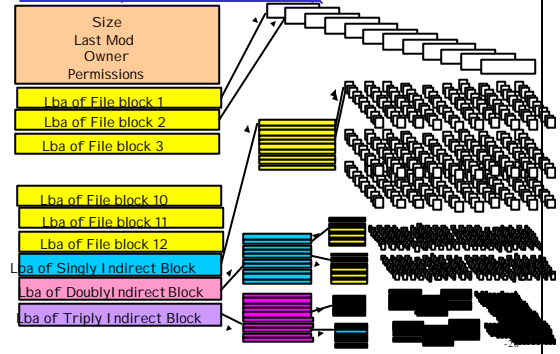 Size
Last Mod
Owner
Permissions
Lba of File block 1
Lba of File block 2
Lba of File block 3
Lba of File block 10
Lba of File block 11
Lba of File block 12
Lba of Singly Indirect Block
Lba of Doubly Indirect Block
Lba of Triply Indirect Block